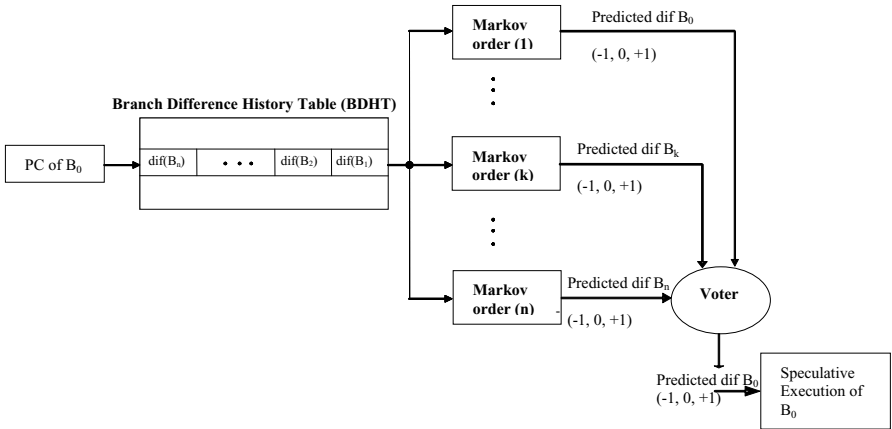 Markov
order (1)
Predicted dif B0
(-1, 0, +1)
Branch Difference History Table (BDHT)
PC of B0
dif(Bn)
• • •
dif(B2)
dif(B1)
Markov
order (k)
Predicted dif Bk
(-1, 0, +1)
Markov
order (n)
Predicted dif Bn
(-1, 0, +1)
Voter
Predicted dif B0
(-1, 0, +1)
Speculative
Execution of
B0